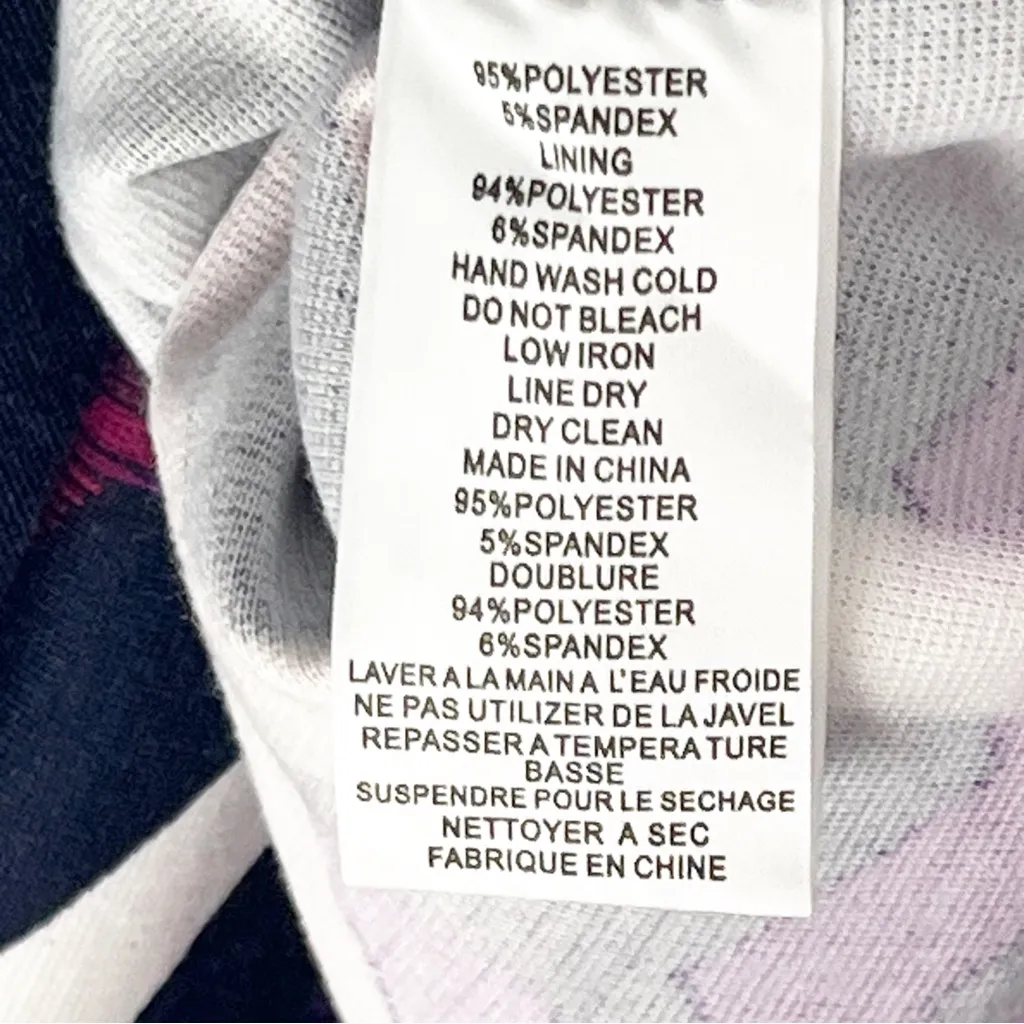 95%POLYESTER
5%SPANDEX
LINING
94%POLYESTER
6%SPANDEX
HAND WASH COLD
DO NOT BLEACH
LOW IRON
LINE DRY
DRY CLEAN
MADE IN CHINA
95%POLYESTER
5%SPANDEX
DOUBLURE
94%POLYESTER
6%SPANDEX
LAVER A LA MAIN A L'EAU FROIDE
NE PAS UTILIZER DE LA JAVEL
REPASSER A TEMPERATURE
BASSE
SUSPENDRE POUR LE SECHAGE
NETTOYER A SEC
FABRIQUE EN CHINE